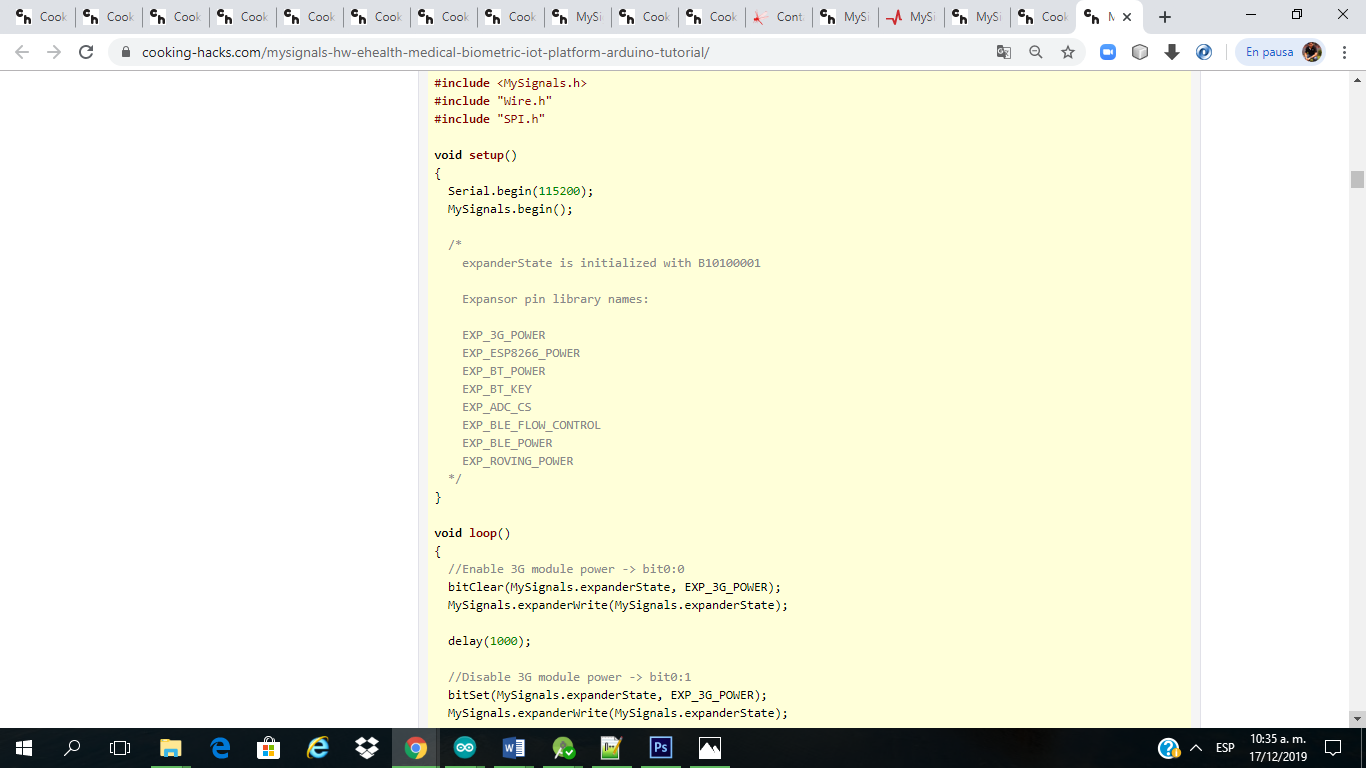 Cook
Cook
Cook
Cook
Cook
Cook
Cook
Cook
MySi
Cook
Cook
Cont
MySi
MySi
MySi
Cook
M
cooking-hacks.com/mysignals-hw-ehealth-medical-biometric-iot-platform-arduino-tutorial/
En pausa
#include <MySignals.h>
#include "Wire.h"
#include "SPI.h"
void setup()
{
Serial.begin(115200);
MySignals.begin();
/*
expanderState is initialized with B10100001
Expansor pin library names:
EXP_3G_POWER
EXP_ESP8266_POWER
EXP_BT_POWER
EXP_BT_KEY
EXP_ADC_CS
EXP_BLE_FLOW_CONTROL
EXP_BLE_POWER
EXP_ROVING_POWER
*/
}
void loop()
{
//Enable 3G module power -> bit0:0
bitClear(MySignals.expanderState, EXP_3G_POWER);
MySignals.expanderWrite(MySignals.expanderState);
delay(1000);
//Disable 3G module power -> bit0:1
bitSet(MySignals.expanderState, EXP_3G_POWER);
MySignals.expanderWrite(MySignals.expanderState);
ESP
10:35 a. m.
17/12/2019